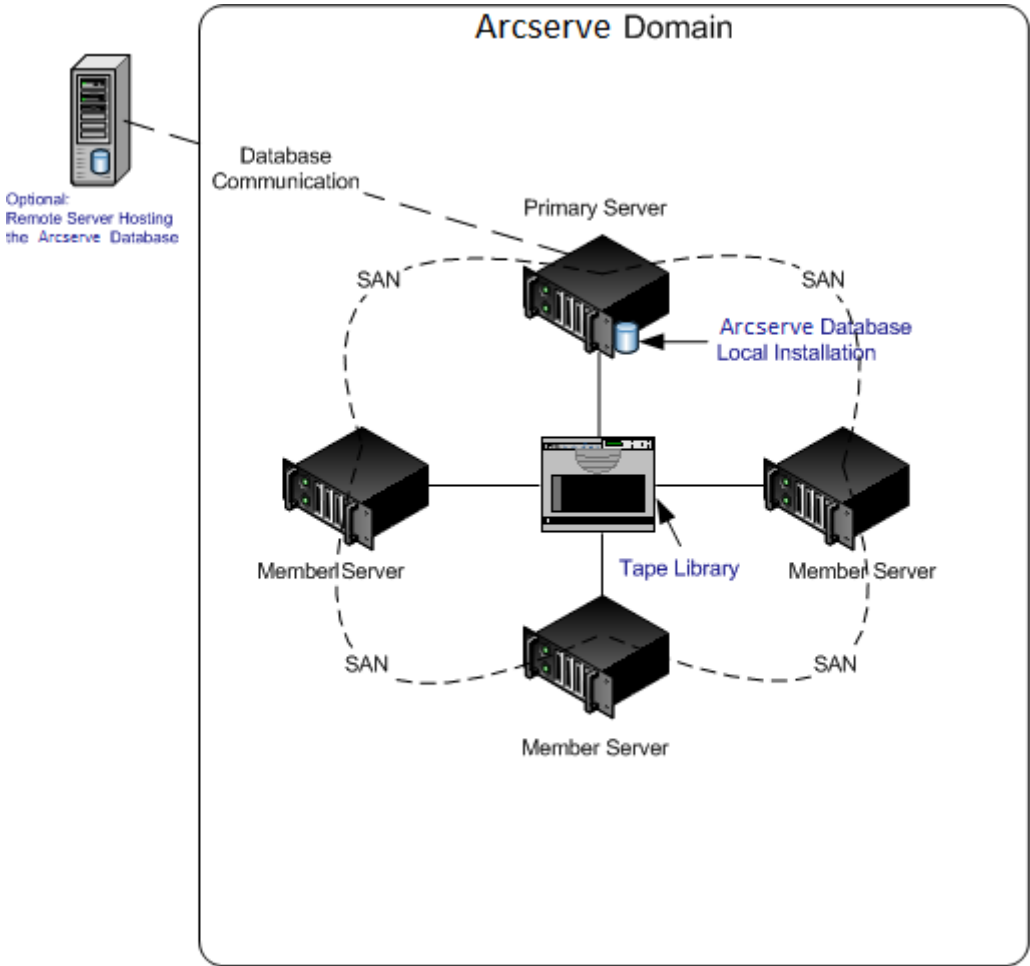 Arcserve Domain
Optional:
Remote Server Hosting
the Arcserve Database
Database
Communication
Primary Server
SAN
SAN
Arcserve Database
Local Installation
Member Server
Tape Library
Member Server
SAN
SAN
Member Server